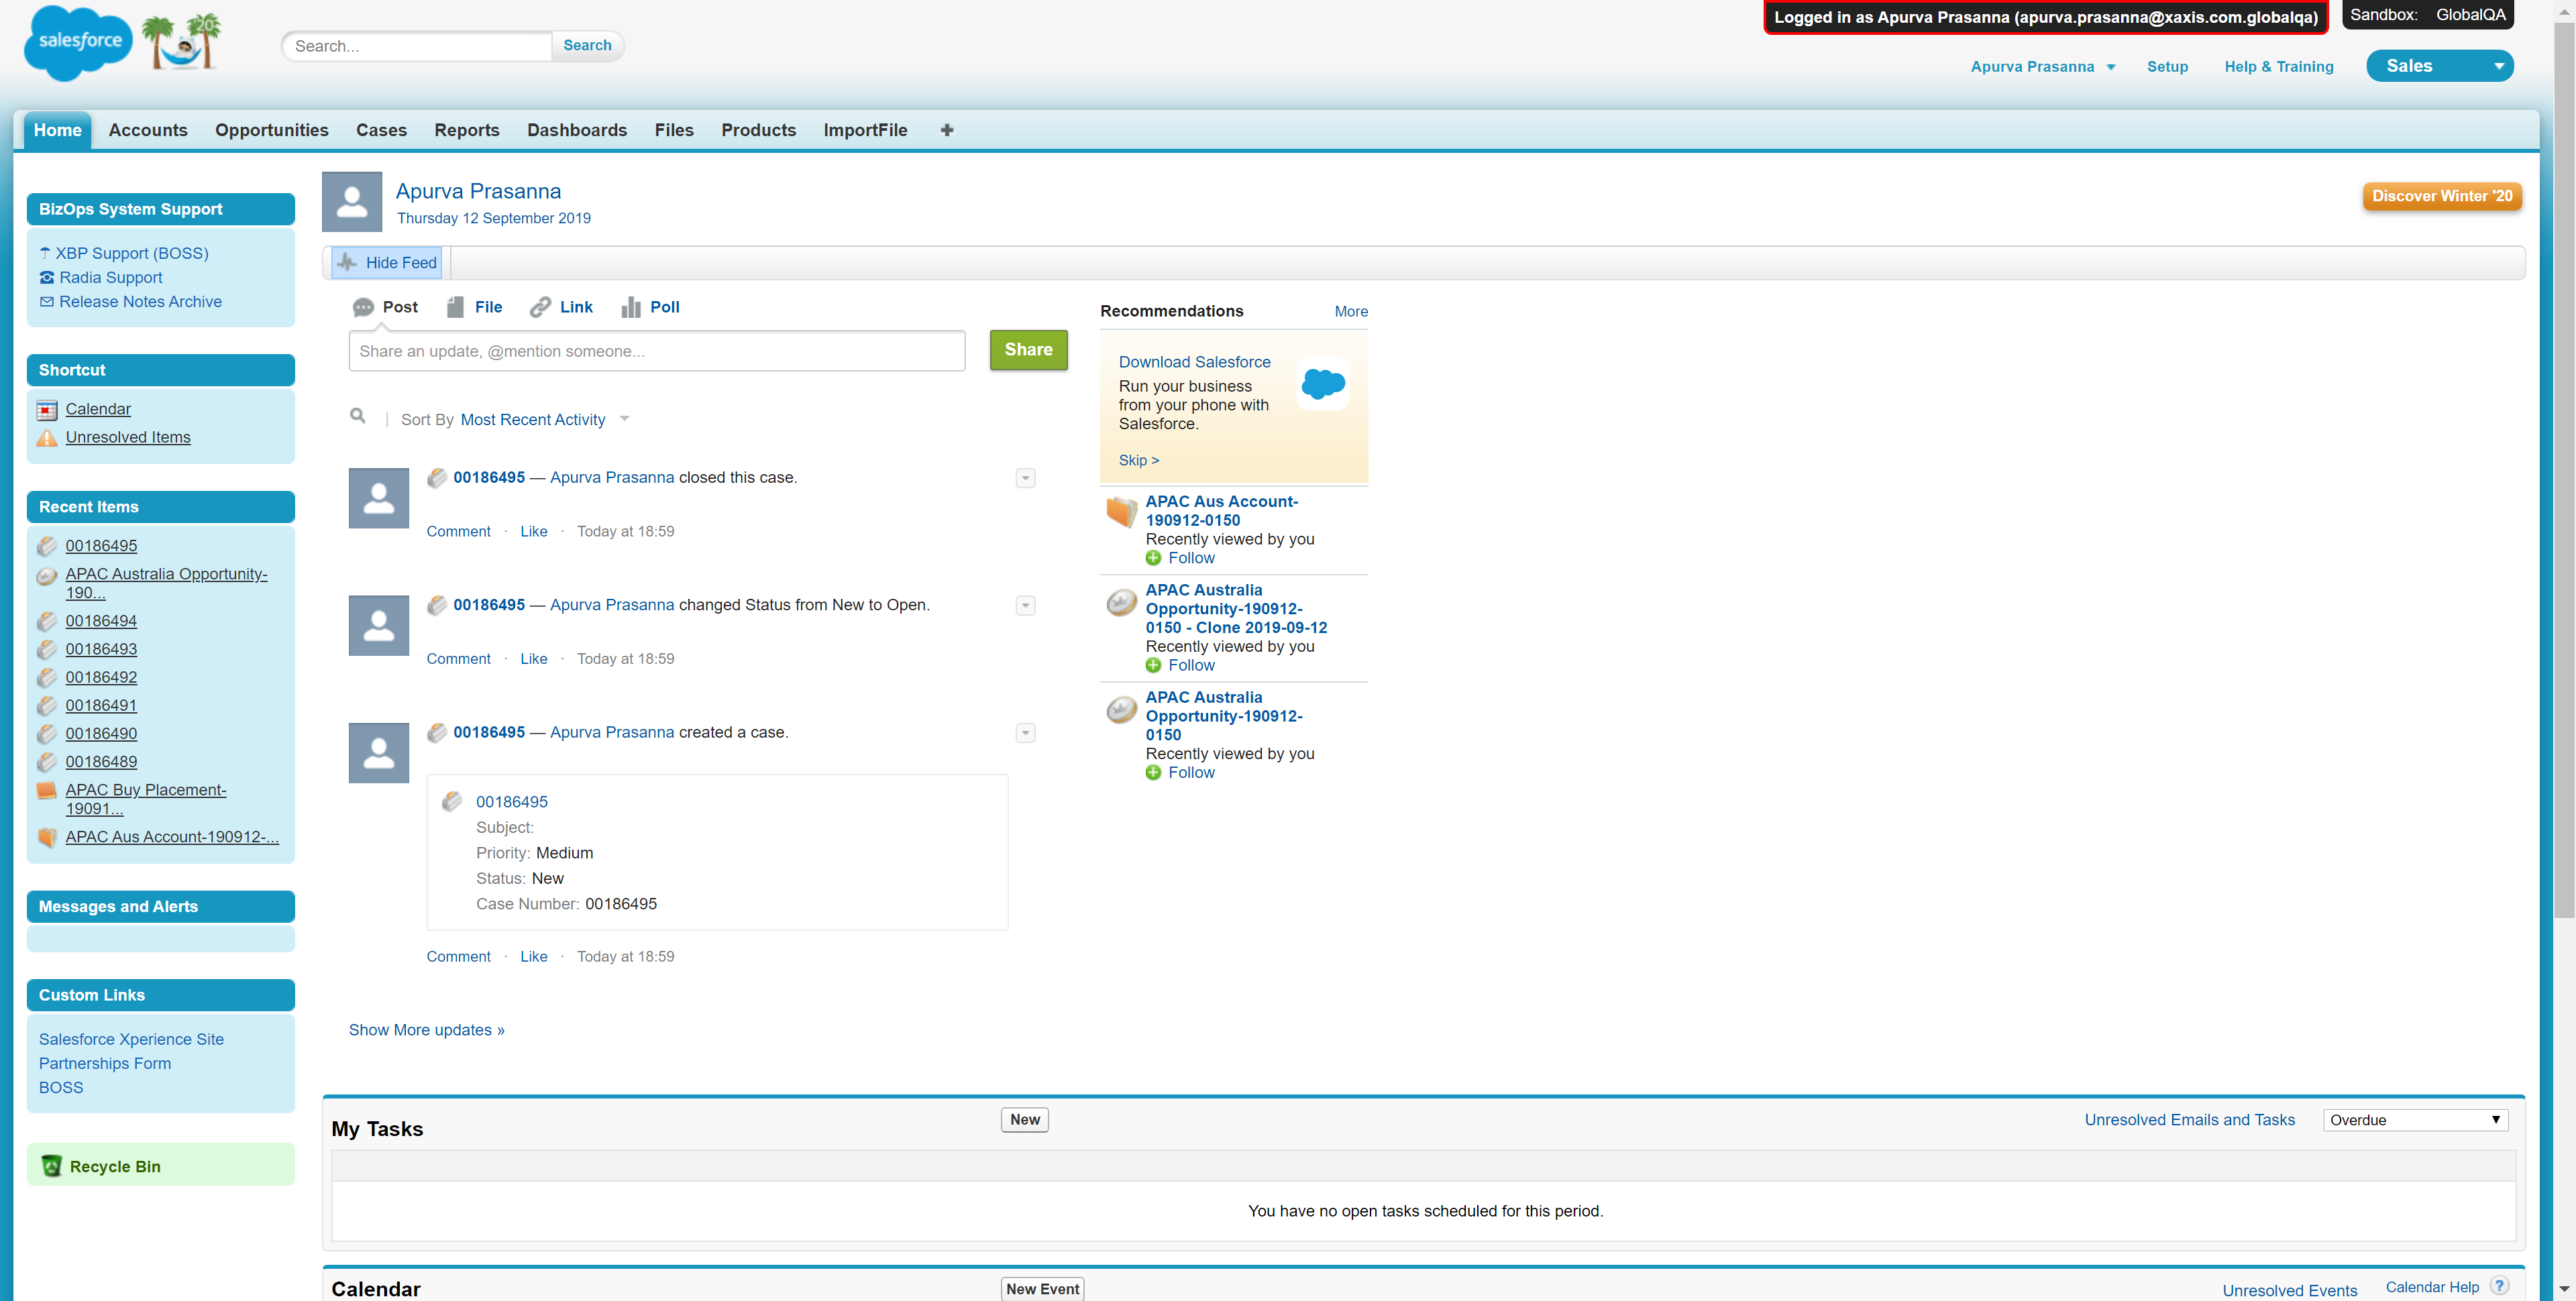 Logged in as Apurva Prasanna (apurva.prasanna@xaxis.com.globalqa)
Sandbox: GlobalQA
salesforce
'20
Search...
Search
Apurva Prasanna
Setup
Help & Training
Sales
Home
Accounts
Opportunities
Cases
Reports
Dashboards
Files
Products
ImportFile
BizOps System Support
XBP Support (BOSS)
Radia Support
Release Notes Archive
Shortcut
Calendar
Unresolved Items
Recent Items
00186495
APAC Australia Opportunity-
190...
00186494
00186493
00186492
00186491
00186490
00186489
APAC Buy Placement-
19091...
APAC Aus Account-190912-...
Messages and Alerts
Custom Links
Salesforce Xperience Site
Partnerships Form
BOSS
Recycle Bin
Apurva Prasanna
Thursday 12 September 2019
Discover Winter '20
Hide Feed
Post
File
Link
Poll
Share an update, @mention someone...
Share
Sort By Most Recent Activity
00186495 — Apurva Prasanna closed this case.
Comment · Like · Today at 18:59
00186495 — Apurva Prasanna changed Status from New to Open.
Comment · Like · Today at 18:59
00186495 — Apurva Prasanna created a case.
00186495
Subject:
Priority: Medium
Status: New
Case Number: 00186495
Comment · Like · Today at 18:59
Show More updates »
Recommendations
More
Download Salesforce
Run your business
from your phone with
Salesforce.
Skip >
APAC Aus Account-
190912-0150
Recently viewed by you
Follow
APAC Australia
Opportunity-190912-
0150 - Clone 2019-09-12
Recently viewed by you
Follow
APAC Australia
Opportunity-190912-
0150
Recently viewed by you
Follow
My Tasks
New
Unresolved Emails and Tasks
Overdue
You have no open tasks scheduled for this period.
Calendar
New Event
Unresolved Events
Calendar Help ?